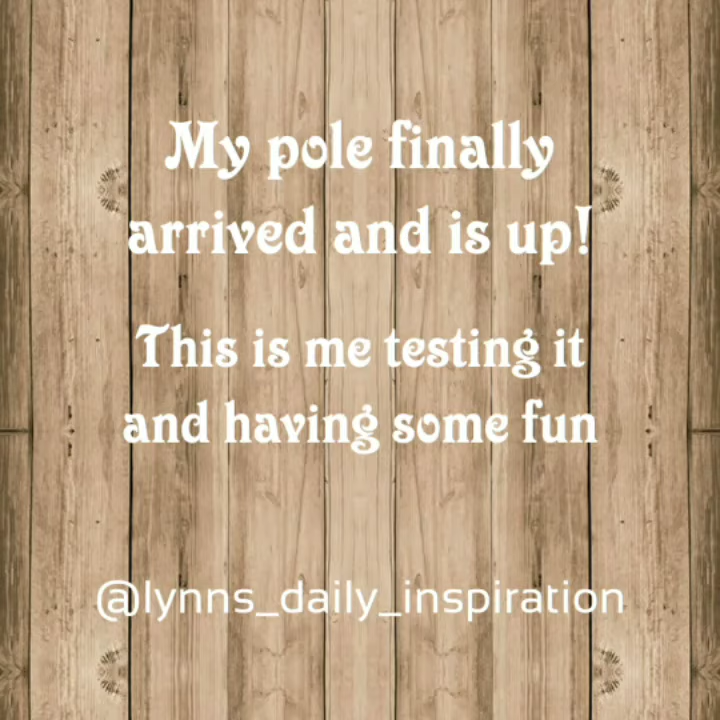 My pole finally
arrived and is up!
This is me testing it
and having some fun
@lynns_daily_inspiration